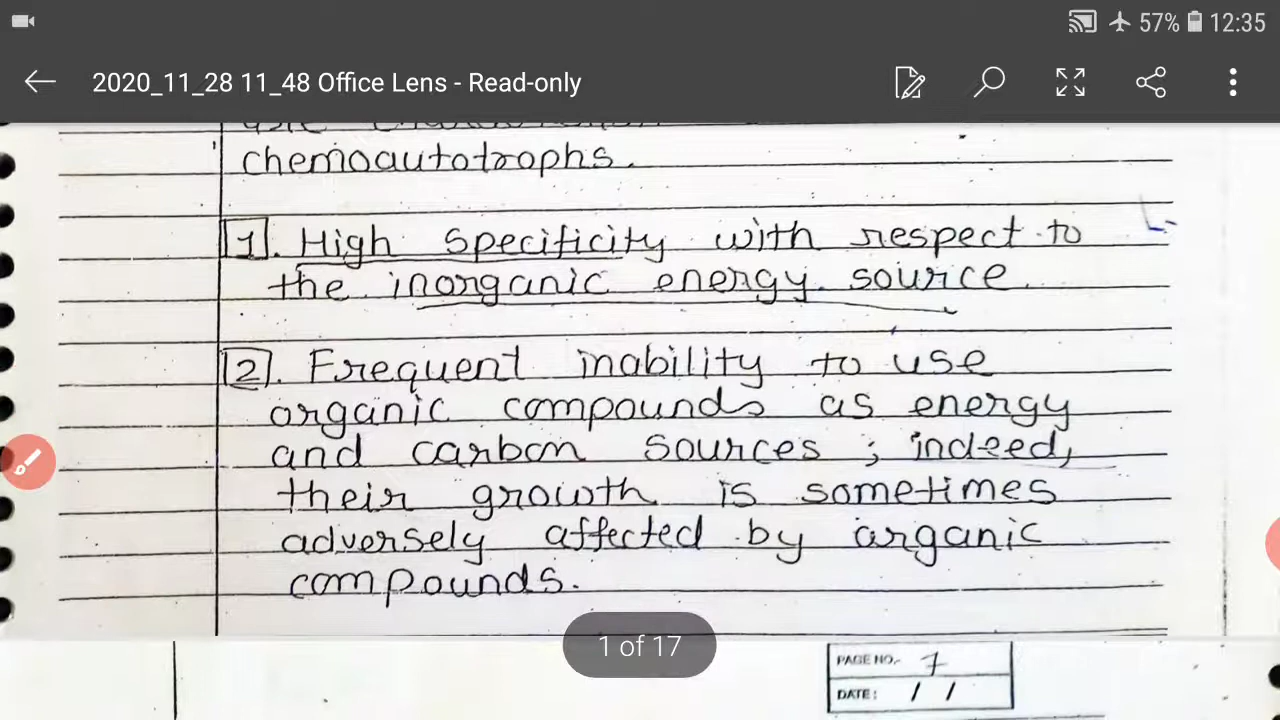 57% 12:35
2020_11_28 11_48 Office Lens - Read-only
chemoautotrophs.
1. High specificity with respect to
the inorganic energy source.
2. Frequent inability to use
organic compounds as energy
and carbon sources ; indeed,
their growth is sometimes
adversely affected by organic
compounds.
1 of 17
PAGE NO. 7
DATE: / /